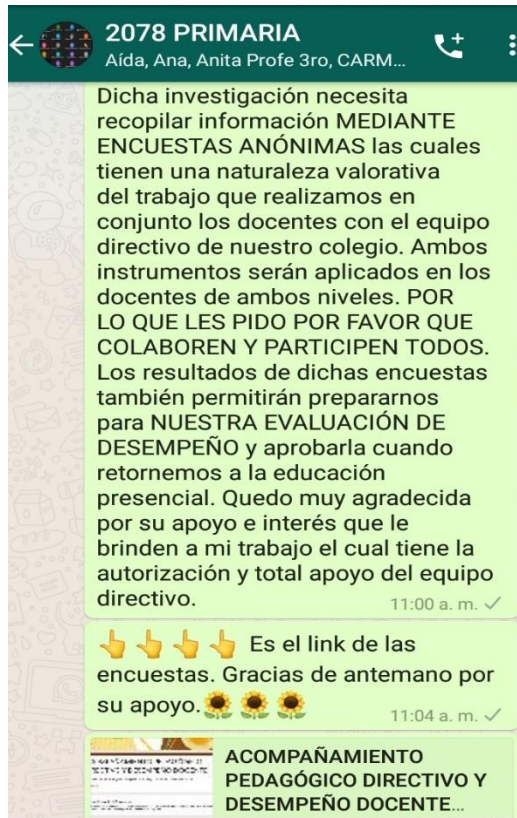 2078 PRIMARIA
Aída, Ana, Anita Profe 3ro, CARM...
Dicha investigación necesita
recopilar información MEDIANTE
ENCUESTAS ANÓNIMAS las cuales
tienen una naturaleza valorativa
del trabajo que realizamos en
conjunto los docentes con el equipo
directivo de nuestro colegio. Ambos
instrumentos serán aplicados en los
docentes de ambos niveles. POR
LO QUE LES PIDO POR FAVOR QUE
COLABOREN Y PARTICIPEN TODOS.
Los resultados de dichas encuestas
también permitirán prepararnos
para NUESTRA EVALUACIÓN DE
DESEMPEÑO y aprobarla cuando
retornemos a la educación
presencial. Quedo muy agradecida
por su apoyo e interés que le
brinden a mi trabajo el cual tiene la
autorización y total apoyo del equipo
directivo.
11:00 a. m.
👆 👆 👆 👆 Es el link de las
encuestas. Gracias de antemano por
su apoyo.🌻 🌻 🌻
11:04 a. m.
ACOMPAÑAMIENTO
PEDAGÓGICO DIRECTIVO Y
DESEMPEÑO DOCENTE...